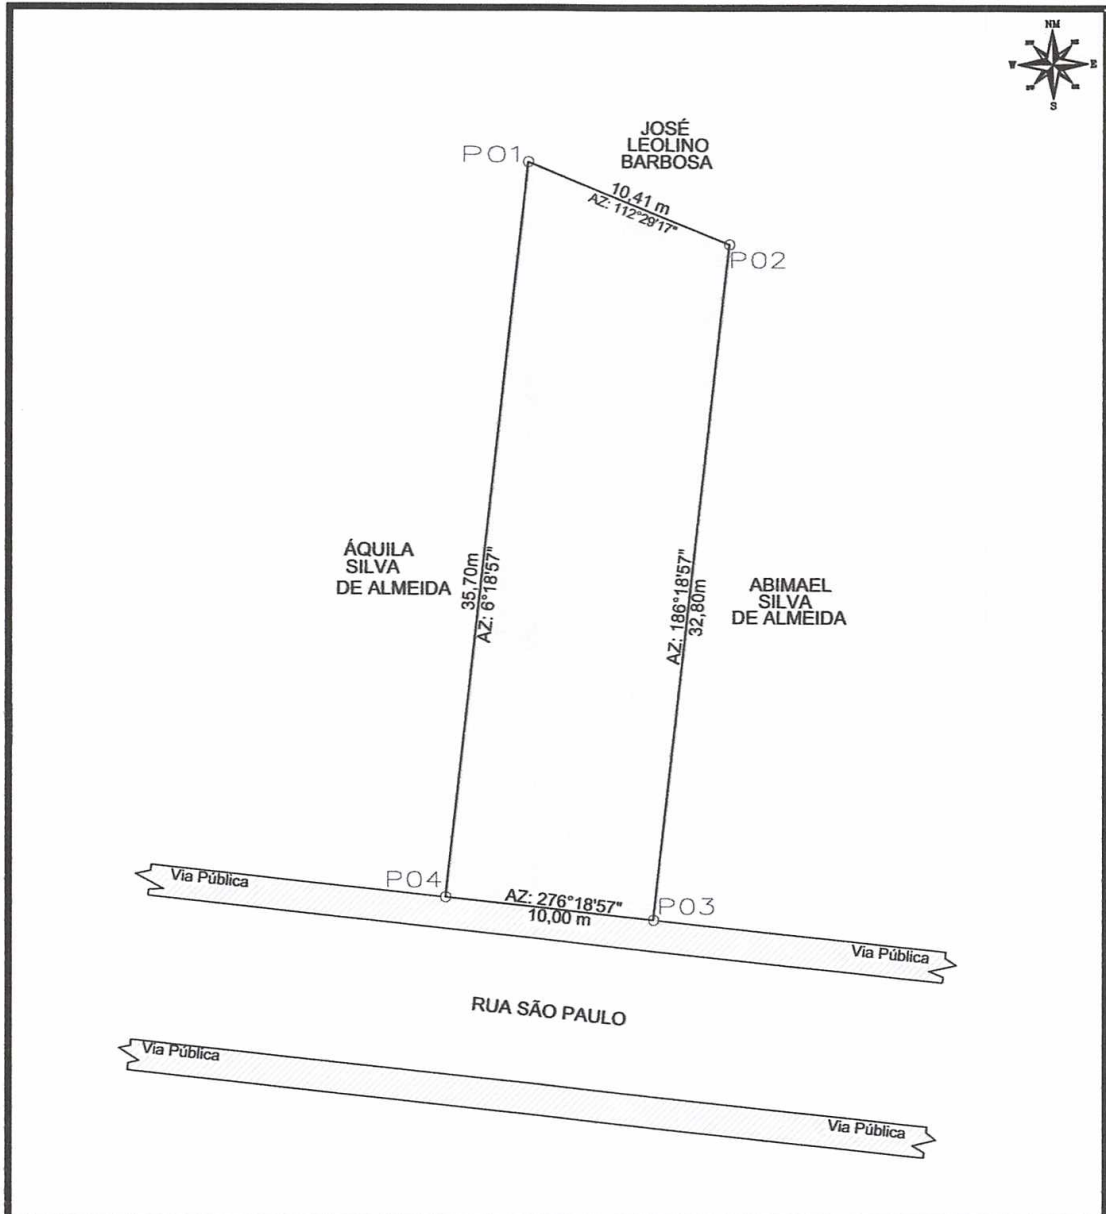 NM
W
E
S
JOSÉ
LEOLINO
BARBOSA
P01
10,41 m
AZ: 112°29'17"
P02
ÁQUILA
SILVA
DE ALMEIDA
35,70m
AZ: 6°18'57"
AZ: 186°18'57"
32,80m
ABIMAEL
SILVA
DE ALMEIDA
Via Pública
P04
AZ: 276°18'57"
10,00 m
P03
Via Pública
RUA SÃO PAULO
Via Pública
Via Pública